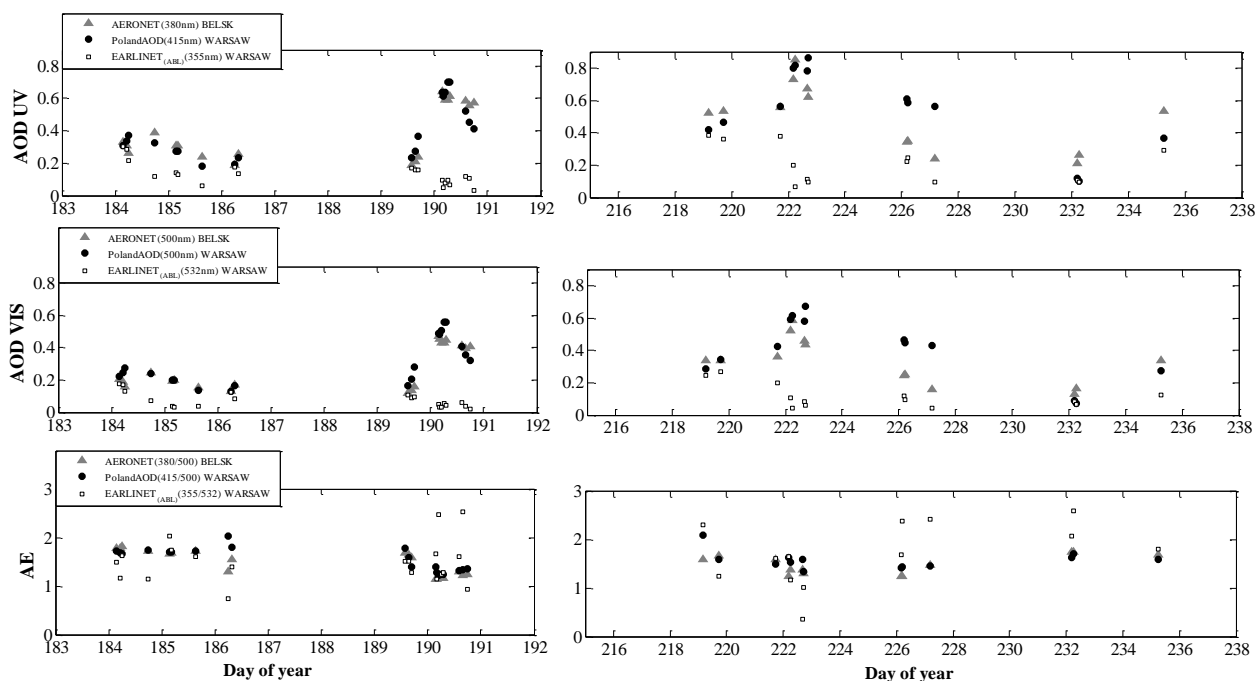 AERONET (380nm) BELSK
PolandAOD (415nm) WARSAW
EARLINET(ABL) (355nm) WARSAW
AOD UV
0.8
0.6
0.4
0.2
0
183 184 185 186 187 188 189 190 191 192
0.8
0.6
0.4
0.2
0
216 218 220 222 224 226 228 230 232 234 236 238
AERONET (500nm) BELSK
PolandAOD (500nm) WARSAW
EARLINET(ABL) (532nm) WARSAW
AOD VIS
0.8
0.6
0.4
0.2
0
183 184 185 186 187 188 189 190 191 192
0.8
0.6
0.4
0.2
0
216 218 220 222 224 226 228 230 232 234 236 238
AERONET (380/500) BELSK
PolandAOD (415/500) WARSAW
EARLINET(ABL) (355/532) WARSAW
AE
3
2
1
0
183 184 185 186 187 188 189 190 191 192
Day of year
3
2
1
0
216 218 220 222 224 226 228 230 232 234 236 238
Day of year